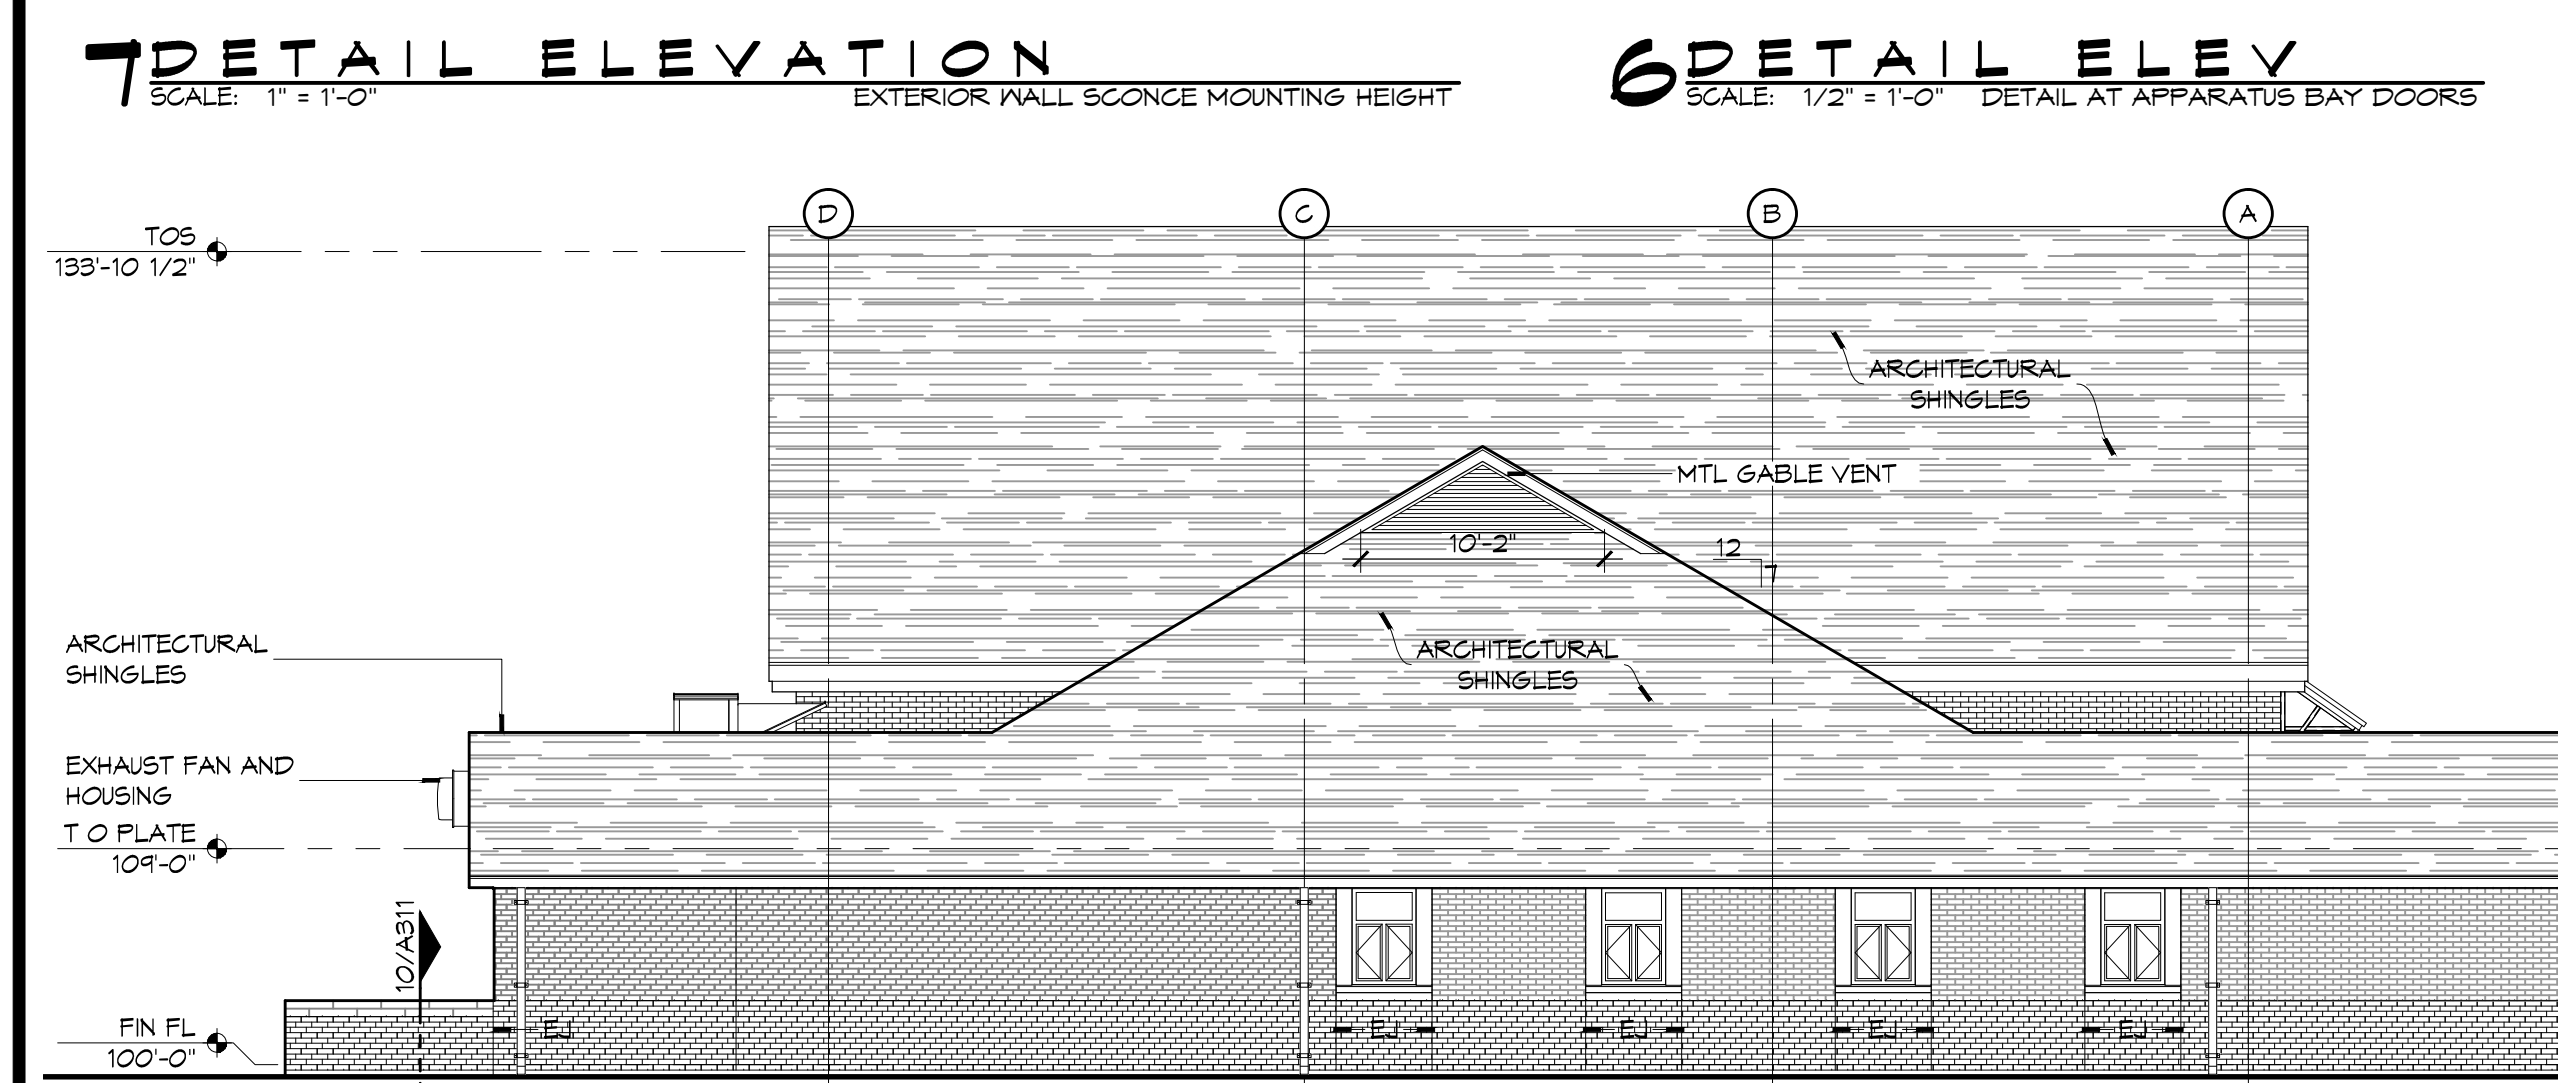 7 DETAIL ELEVATION
SCALE: 1" = 1'-0" EXTERIOR WALL SCONCE MOUNTING HEIGHT
6 DETAIL ELEV
SCALE: 1/2" = 1'-0" DETAIL AT APPARATUS BAY DOORS
D C B A
TOS
133'-10 1/2"
ARCHITECTURAL
SHINGLES
MTL GABLE VENT
10'-2"
12
7
ARCHITECTURAL
SHINGLES
ARCHITECTURAL
SHINGLES
EXHAUST FAN AND
HOUSING
T O PLATE
109'-0"
10/A311
FIN FL
100'-0"
EJ EJ EJ EJ EJ